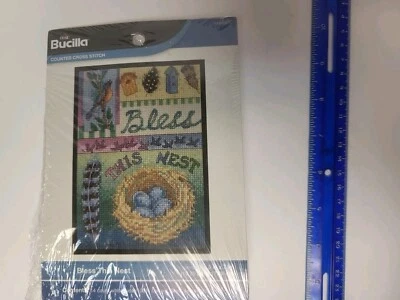 Bucilla
COUNTED CROSS STITCH
Bless
THIS NEST
Bless This Nest